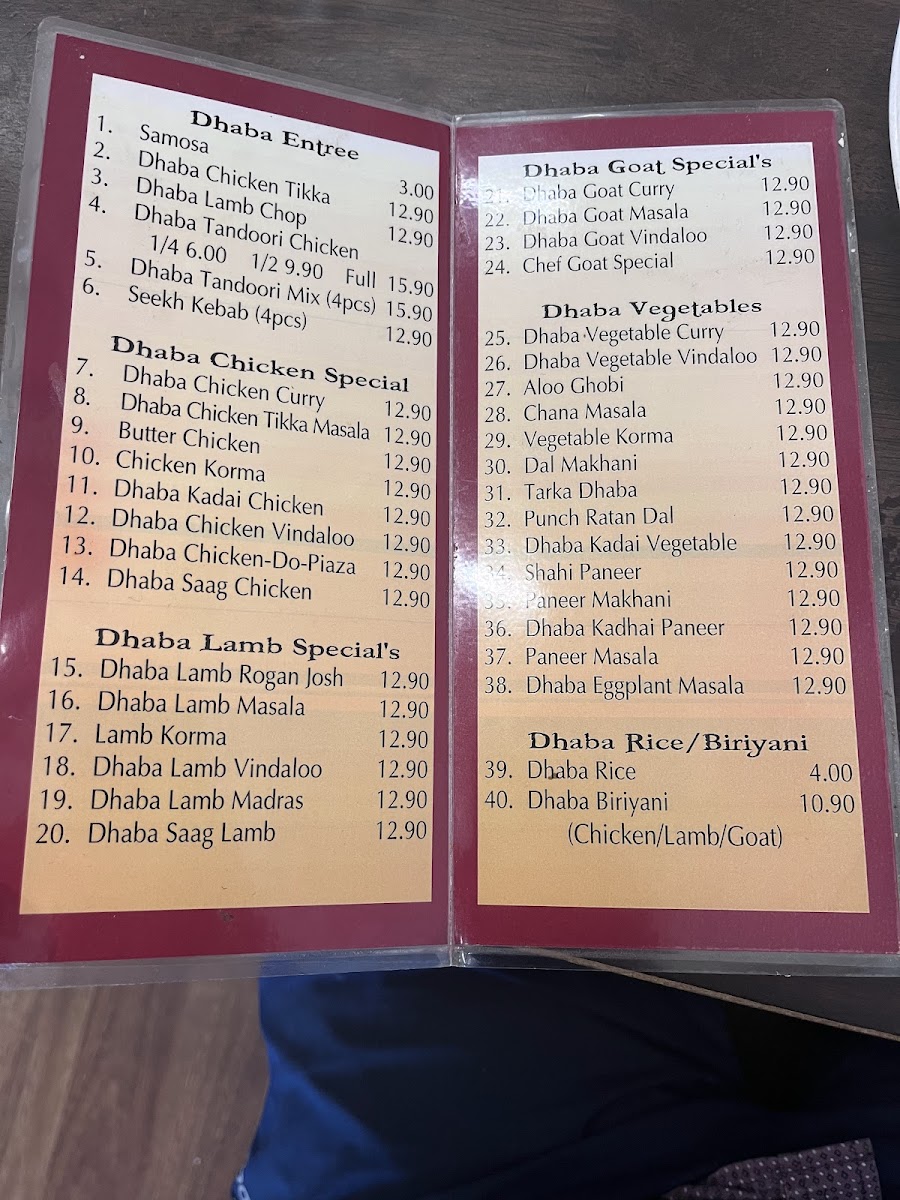 Dhaba Entree
1. Samosa 3.00
2. Dhaba Chicken Tikka 12.90
3. Dhaba Lamb Chop 12.90
4. Dhaba Tandoori Chicken
1/4 6.00 1/2 9.90 Full 15.90
5. Dhaba Tandoori Mix (4pcs) 15.90
6. Seekh Kebab (4pcs) 12.90
Dhaba Chicken Special
7. Dhaba Chicken Curry 12.90
8. Dhaba Chicken Tikka Masala 12.90
9. Butter Chicken 12.90
10. Chicken Korma 12.90
11. Dhaba Kadai Chicken 12.90
12. Dhaba Chicken Vindaloo 12.90
13. Dhaba Chicken-Do-Piaza 12.90
14. Dhaba Saag Chicken 12.90
Dhaba Lamb Special's
15. Dhaba Lamb Rogan Josh 12.90
16. Dhaba Lamb Masala 12.90
17. Lamb Korma 12.90
18. Dhaba Lamb Vindaloo 12.90
19. Dhaba Lamb Madras 12.90
20. Dhaba Saag Lamb 12.90
Dhaba Goat Special's
21. Dhaba Goat Curry 12.90
22. Dhaba Goat Masala 12.90
23. Dhaba Goat Vindaloo 12.90
24. Chef Goat Special 12.90
Dhaba Vegetables
25. Dhaba Vegetable Curry 12.90
26. Dhaba Vegetable Vindaloo 12.90
27. Aloo Ghobi 12.90
28. Chana Masala 12.90
29. Vegetable Korma 12.90
30. Dal Makhani 12.90
31. Tarka Dhaba 12.90
32. Punch Ratan Dal 12.90
33. Dhaba Kadai Vegetable 12.90
34. Shahi Paneer 12.90
35. Paneer Makhani 12.90
36. Dhaba Kadhai Paneer 12.90
37. Paneer Masala 12.90
38. Dhaba Eggplant Masala 12.90
Dhaba Rice/Biriyani
39. Dhaba Rice 4.00
40. Dhaba Biriyani 10.90
(Chicken/Lamb/Goat)